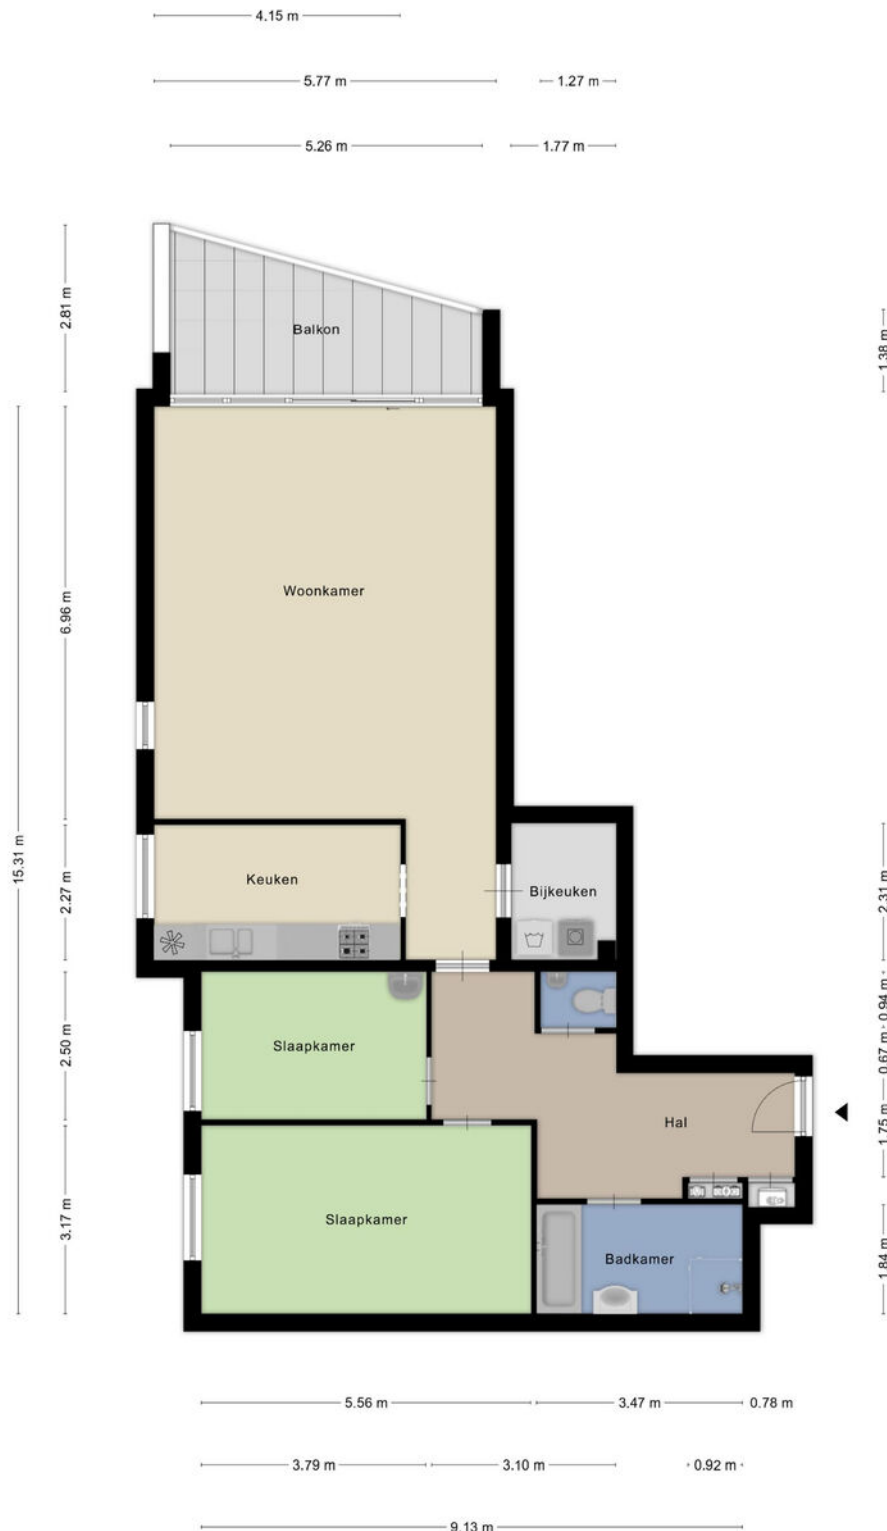 4.15 m
5.77 m
1.27 m
5.26 m
1.77 m
2.81 m
Balkon
1.38 m
6.96 m
Woonkamer
15.31 m
2.27 m
Keuken
Bijkeuken
2.31 m
2.50 m
Slaapkamer
0.94 m
0.67 m
Hal
1.75 m
3.17 m
Slaapkamer
Badkamer
1.84 m
5.56 m
3.47 m
0.78 m
3.79 m
3.10 m
0.92 m
9.13 m